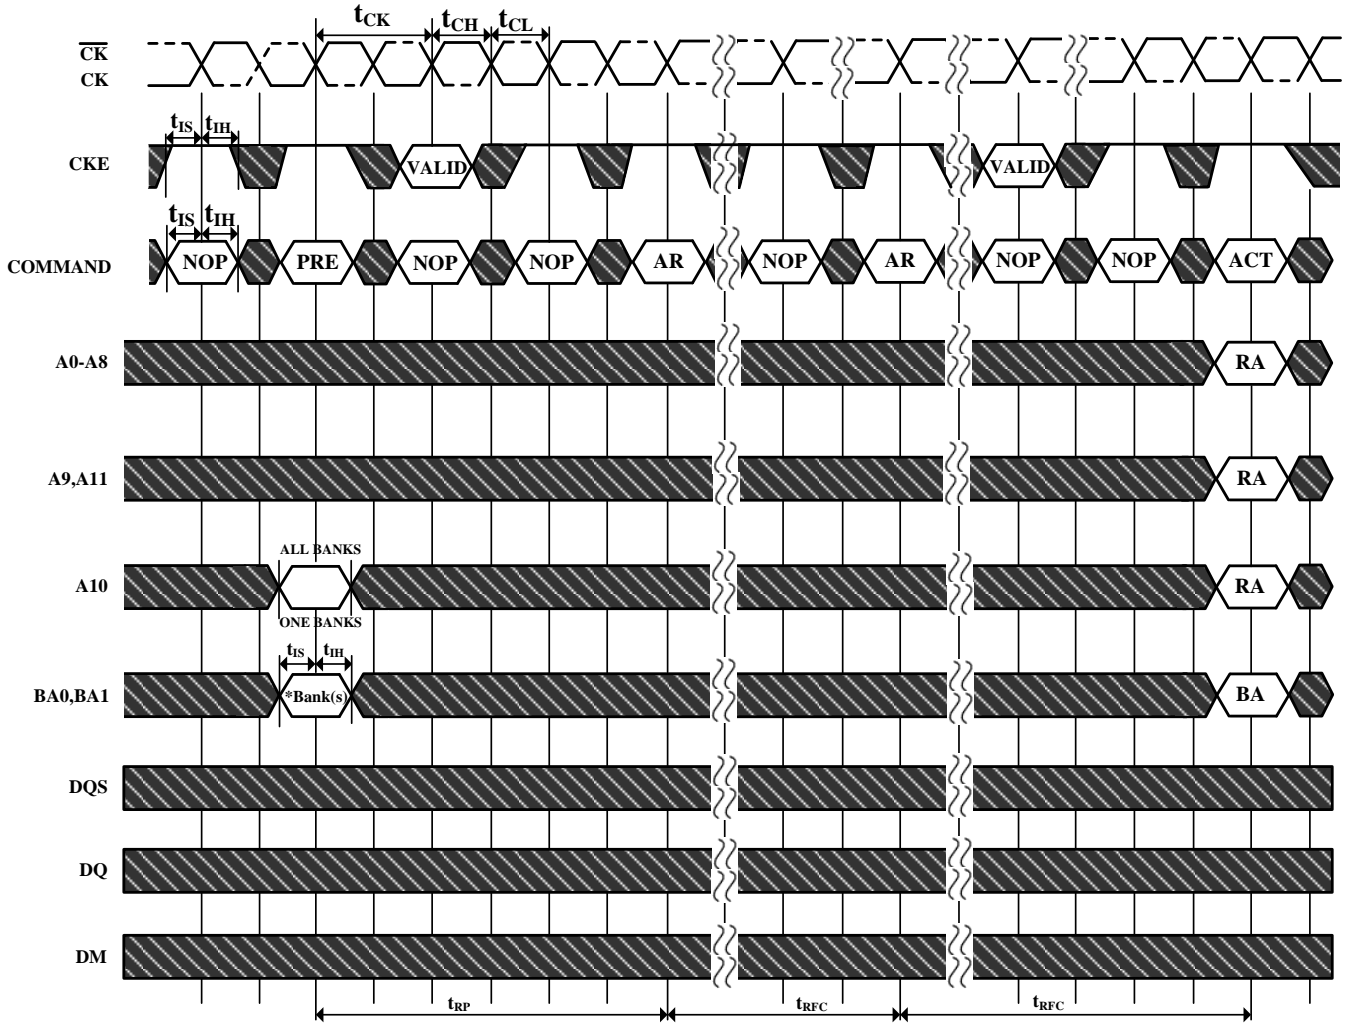 tCK tCH tCL
CK
CK
tIS tIH
CKE VALID VALID
tIS tIH
COMMAND NOP PRE NOP NOP AR NOP AR NOP NOP ACT
A0-A8 RA
A9,A11 RA
ALL BANKS
A10 RA
ONE BANKS
tIS tIH
BA0,BA1 *Bank(s) BA
DQS
DQ
DM
tRP tRFC tRFC